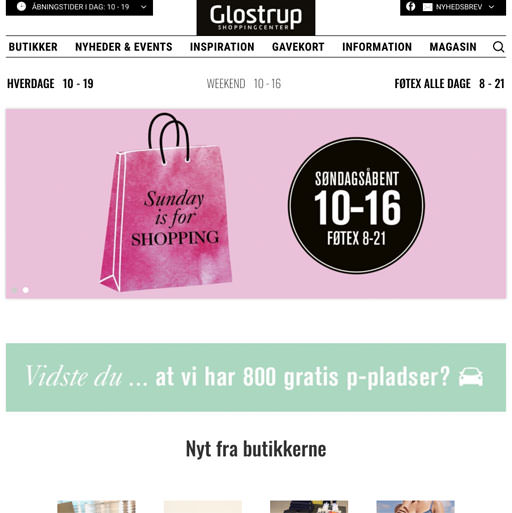 ÅBNINGSTIDER I DAG: 10 - 19
Glostrup
SHOPPINGCENTER
NYHEDSBREV
BUTIKKER NYHEDER & EVENTS INSPIRATION GAVEKORT INFORMATION MAGASIN
HVERDAGE 10 - 19 WEEKEND 10 - 16 FØTEX ALLE DAGE 8 - 21
Sunday
is for
SHOPPING
SØNDAGSÅBENT
10-16
FØTEX 8-21
Vidste du ... at vi har 800 gratis p-pladser?
Nyt fra butikkerne